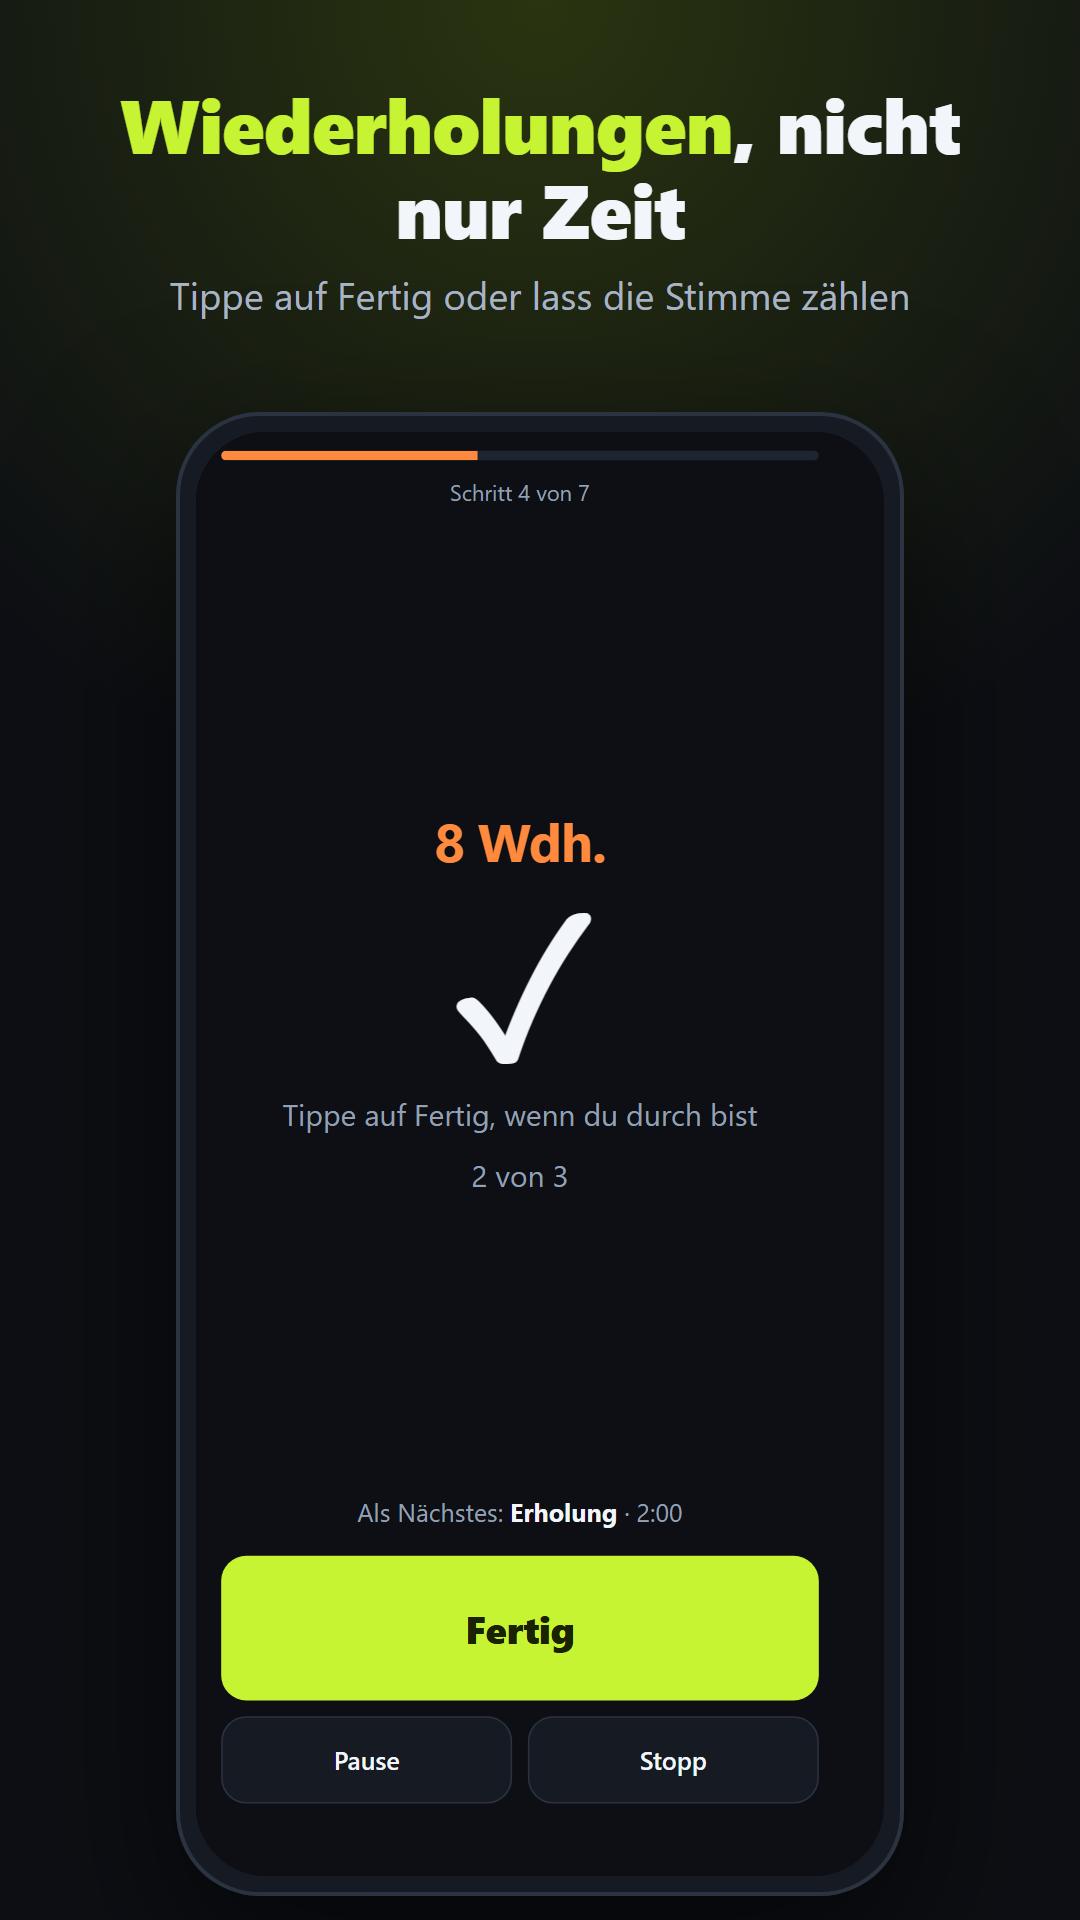 Wiederholungen, nicht
nur Zeit
Tippe auf Fertig oder lass die Stimme zählen
Schritt 4 von 7
8 Wdh.
Tippe auf Fertig, wenn du durch bist
2 von 3
Als Nächstes: Erholung · 2:00
Fertig
Pause
Stopp